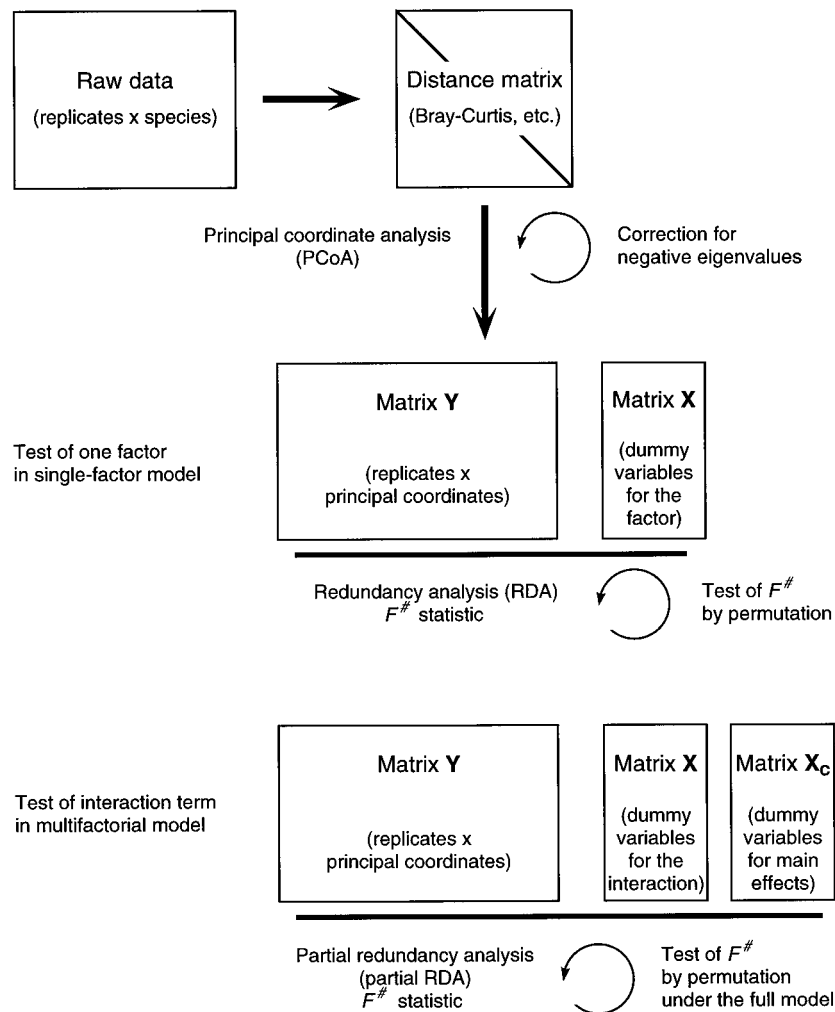 Raw data
(replicates x species)
Distance matrix
(Bray-Curtis, etc.)
Principal coordinate analysis
(PCoA)
Correction for
negative eigenvalues
Test of one factor
in single-factor model
Matrix Y
(replicates x
principal coordinates)
Matrix X
(dummy
variables
for the
factor)
Redundancy analysis (RDA)
F# statistic
Test of F#
by permutation
Test of interaction term
in multifactorial model
Matrix Y
(replicates x
principal coordinates)
Matrix X
(dummy
variables
for the
interaction)
Matrix Xc
(dummy
variables
for main
effects)
Partial redundancy analysis
(partial RDA)
F# statistic
Test of F#
by permutation
under the full model